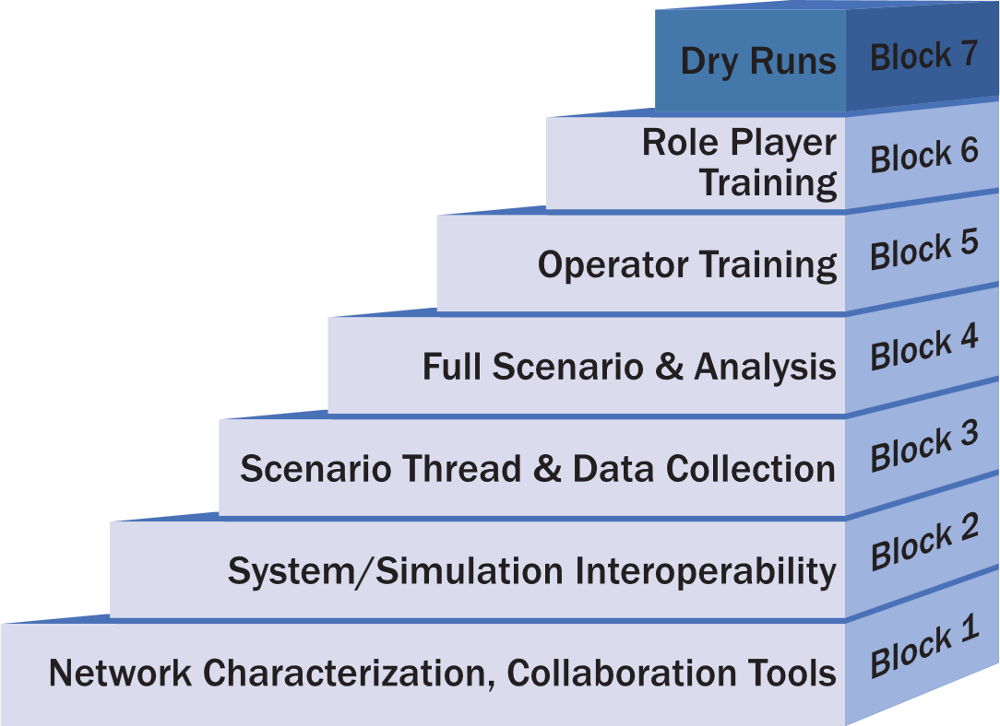 Dry Runs
Block 7
Role Player
Training
Block 6
Operator Training
Block 5
Full Scenario & Analysis
Block 4
Scenario Thread & Data Collection
Block 3
System/Simulation Interoperability
Block 2
Network Characterization, Collaboration Tools
Block 1